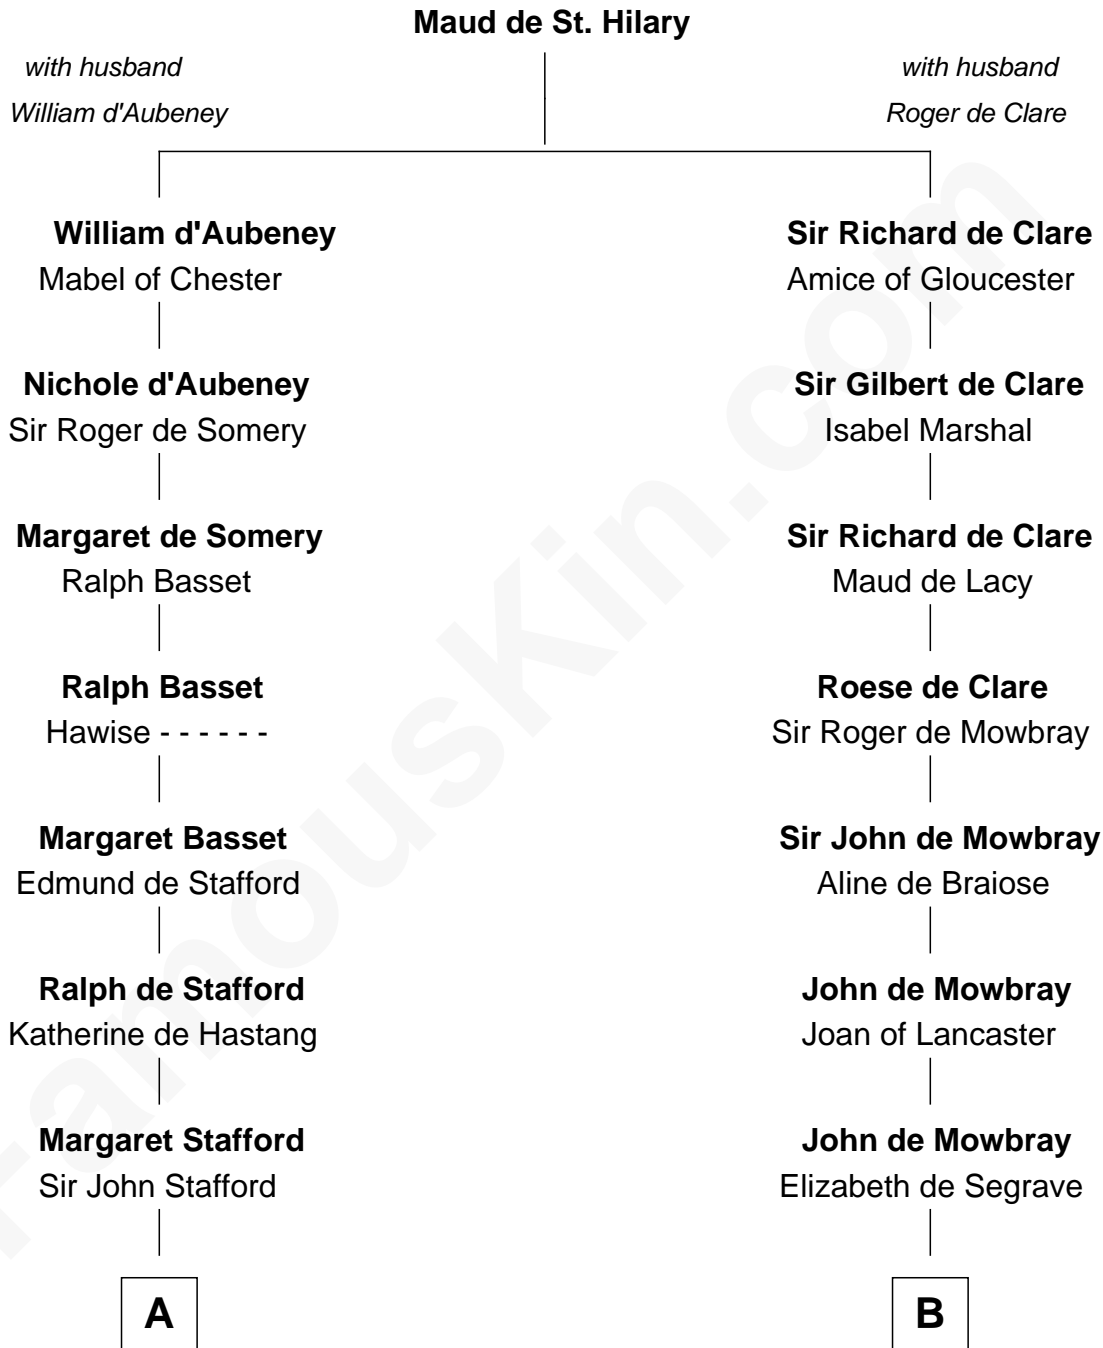 Maud de St. Hilary
with husband
William d'Aubeney
with husband
Roger de Clare
William d'Aubeney
Mabel of Chester
Nichole d'Aubeney
Sir Roger de Somery
Margaret de Somery
Ralph Basset
Ralph Basset
Hawise - - - - - -
Margaret Basset
Edmund de Stafford
Ralph de Stafford
Katherine de Hastang
Margaret Stafford
Sir John Stafford
A
Sir Richard de Clare
Amice of Gloucester
Sir Gilbert de Clare
Isabel Marshal
Sir Richard de Clare
Maud de Lacy
Roese de Clare
Sir Roger de Mowbray
Sir John de Mowbray
Aline de Braiose
John de Mowbray
Joan of Lancaster
John de Mowbray
Elizabeth de Segrave
B
FamousKin.com